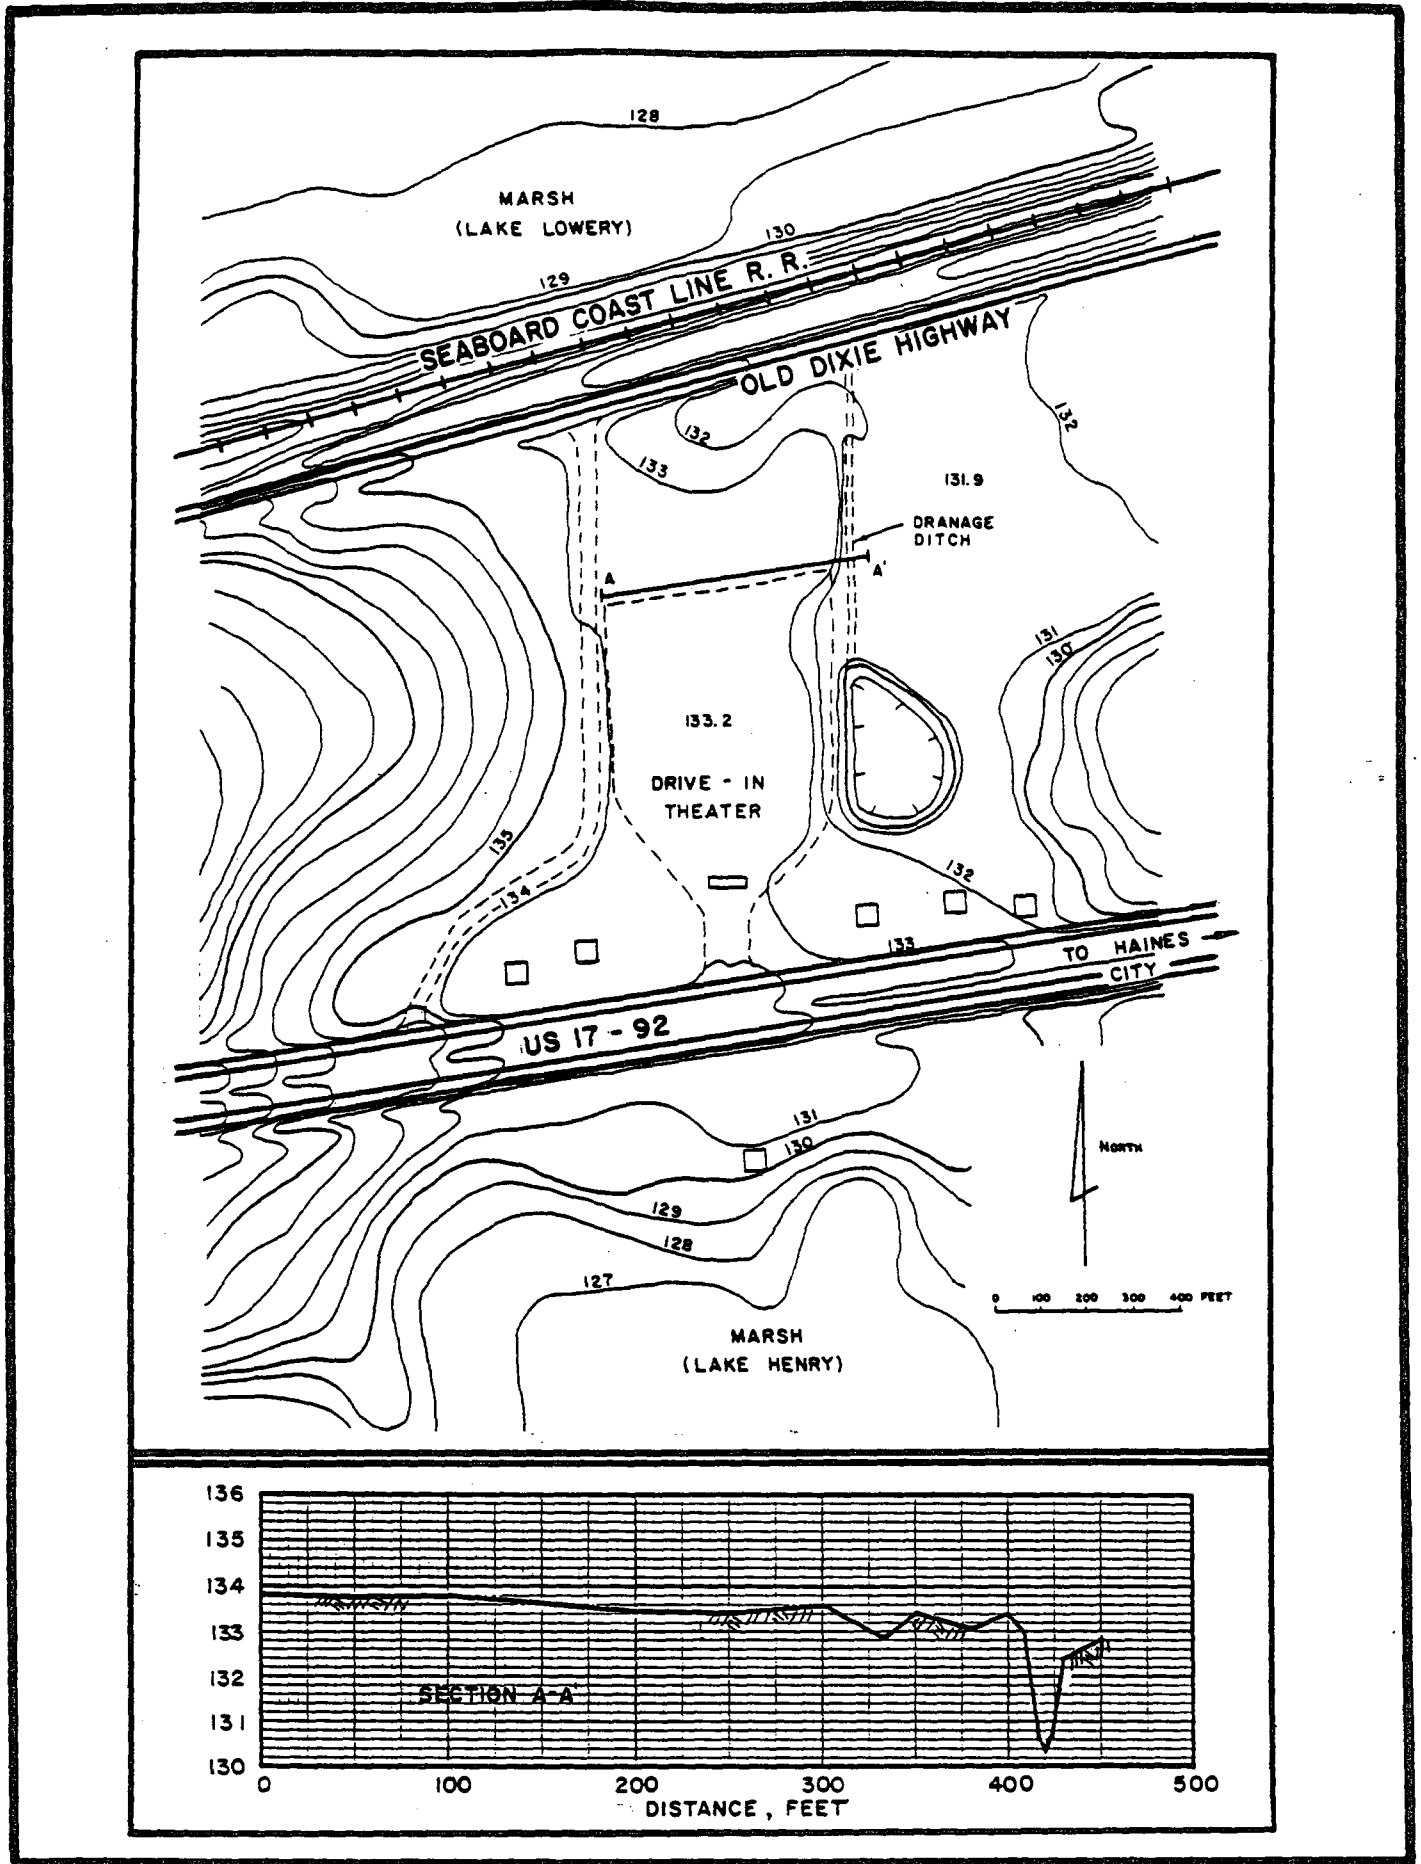 128
MARSH
(LAKE LOWERY)
130
129
SEABOARD COAST LINE R. R.
OLD DIXIE HIGHWAY
132
132
133
131.9
DRANAGE
DITCH
A
A'
131
130
133.2
DRIVE - IN
THEATER
135
132
134
133
TO HAINES
CITY
US 17 - 92
131
130
NORTH
129
128
127
0 100 200 300 400 FEET
MARSH
(LAKE HENRY)
136
135
134
133
132
SECTION A-A'
131
130
0 100 200 300 400 500
DISTANCE, FEET